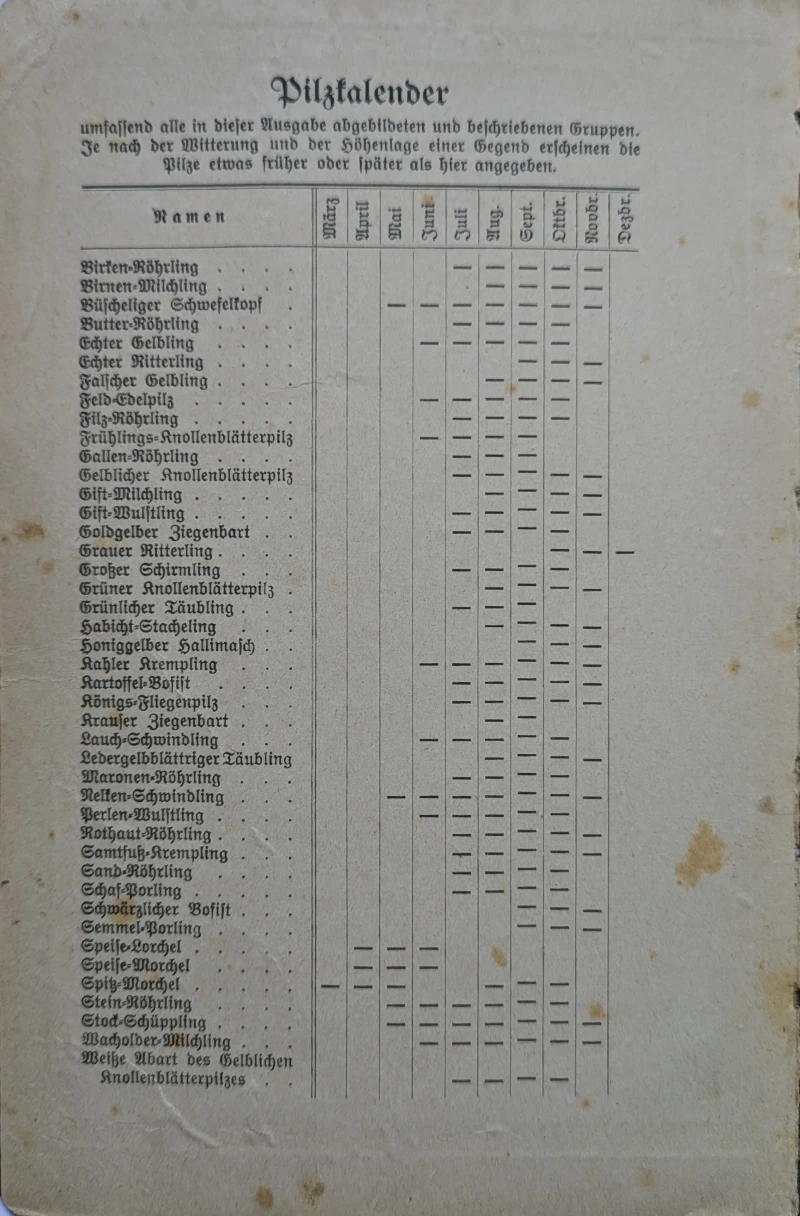 Pilzkalender
umfassend alle in dieser Ausgabe abgebildeten und beschriebenen Gruppen.
Je nach der Witterung und der Höhenlage einer Gegend erscheinen die
Pilze etwas früher oder später als hier angegeben.
Namen März April Mai Juni Juli Aug. Sept. Oktbr. Novbr. Dezbr.
Birken-Röhrling . . . . — — — — —
Birnen-Milchling . . . . — — — —
Büscheliger Schwefelkopf . — — — — — — —
Butter-Röhrling . . . . — — — —
Echter Gelbling . . . . — — — — —
Echter Ritterling . . . . — — —
Falscher Gelbling . . . . — — — —
Feld-Edelpilz . . . . . — — — — —
Filz-Röhrling . . . . . — — — —
Frühlings-Knollenblätterpilz — — — —
Gallen-Röhrling . . . . — — —
Gelblicher Knollenblätterpilz — — — — —
Gift-Milchling . . . . . — — — —
Gift-Wulstling . . . . . — — — — —
Goldgelber Ziegenbart . . — — — —
Grauer Ritterling . . . . — — —
Großer Schirmling . . . — — — —
Grüner Knollenblätterpilz . — — — —
Grünlicher Täubling . . . — — —
Habicht-Stacheling . . . — — — —
Honiggelber Hallimasch . . — — —
Kahler Krempling . . . — — — — — —
Kartoffel-Bofist . . . . — — — — —
Königs-Fliegenpilz . . . — — — — —
Krauser Ziegenbart . . . — —
Lauch-Schwindling . . . — — — — —
Ledergelbblättriger Täubling — — — —
Maronen-Röhrling . . . — — — —
Nelken-Schwindling . . . — — — — — — —
Perlen-Wulstling . . . . — — — — —
Rothaut-Röhrling . . . . — — — — —
Samtfuß-Krempling . . . — — — — —
Sand-Röhrling . . . . — — — —
Schaf-Porling . . . . . — — — —
Schwärzlicher Bofist . . . — — —
Semmel-Porling . . . . — — —
Speise-Lorchel . . . . . — — —
Speise-Morchel . . . . — — —
Spitz-Morchel . . . . . — — — — — —
Stein-Röhrling . . . . — — — — — —
Stock-Schüppling . . . . — — — — — — —
Wacholder-Milchling . . . — — — — — —
Weiße Abart des Gelblichen
Knollenblätterpilzes . . — — — —